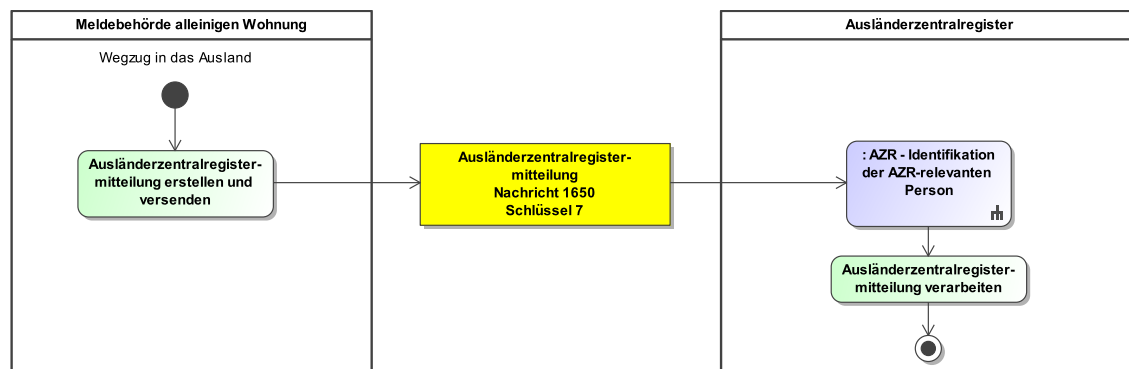 Meldebehörde alleinigen Wohnung
Wegzug in das Ausland
Ausländerzentralregister-
mitteilung erstellen und
versenden
Ausländerzentralregister-
mitteilung
Nachricht 1650
Schlüssel 7
Ausländerzentralregister
: AZR - Identifikation
der AZR-relevanten
Person
Ausländerzentralregister-
mitteilung verarbeiten